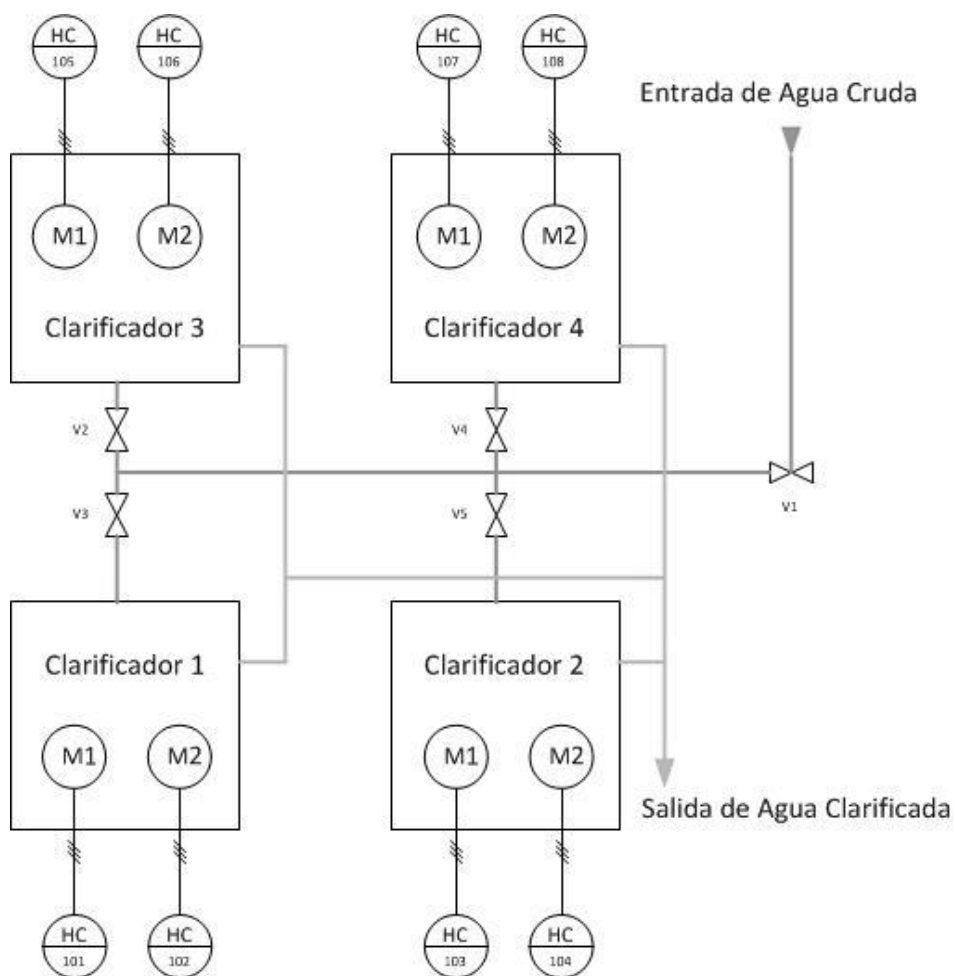 HC
105
HC
106
HC
107
HC
108
Entrada de Agua Cruda
M1
M2
M1
M2
Clarificador 3
Clarificador 4
V2
V4
V3
V5
V1
Clarificador 1
Clarificador 2
M1
M2
M1
M2
Salida de Agua Clarificada
HC
101
HC
102
HC
103
HC
104